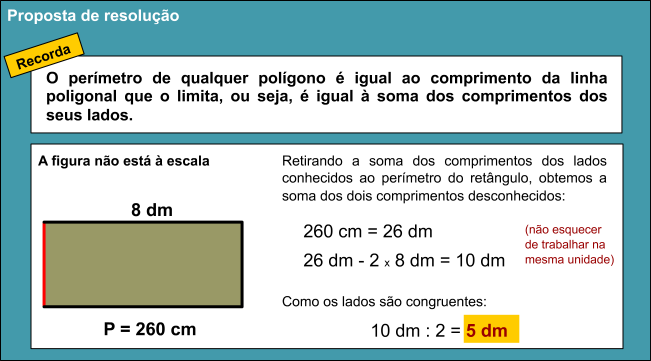 Proposta de resolução
Recorda
O perímetro de qualquer polígono é igual ao comprimento da linha
poligonal que o limita, ou seja, é igual à soma dos comprimentos dos
seus lados.
A figura não está à escala
8 dm
P = 260 cm
Retirando a soma dos comprimentos dos lados
conhecidos ao perímetro do retângulo, obtemos a
soma dos dois comprimentos desconhecidos:
260 cm = 26 dm
26 dm - 2 x 8 dm = 10 dm
(não esquecer
de trabalhar na
mesma unidade)
Como os lados são congruentes:
10 dm : 2 = 5 dm